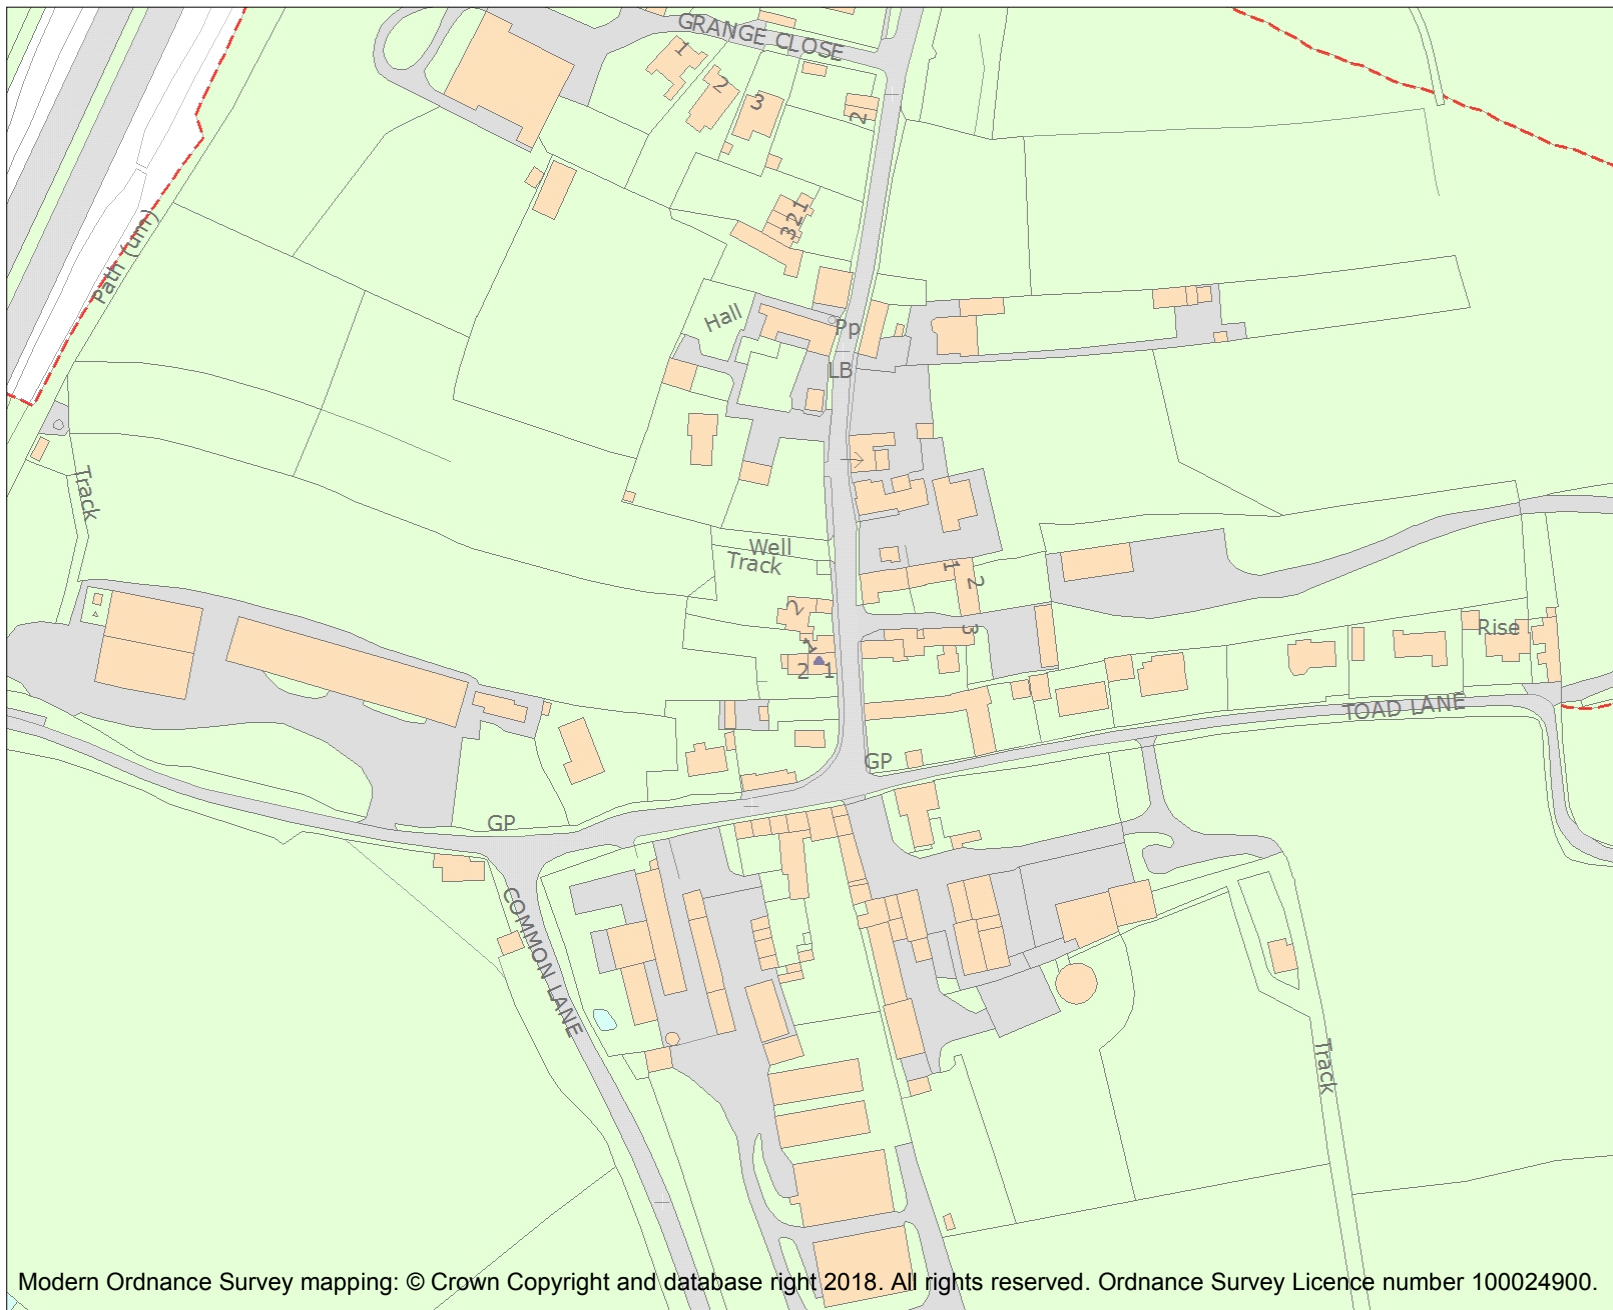 GRANGE CLOSE
1
2
3
2
Path (um)
1
2
3
Hall
Pp
LB
Track
Well
Track
1
2
2
1
3
Rise
2 1
TOAD LANE
GP
GP
COMMON LANE
Track
Modern Ordnance Survey mapping: © Crown Copyright and database right 2018. All rights reserved. Ordnance Survey Licence number 100024900.